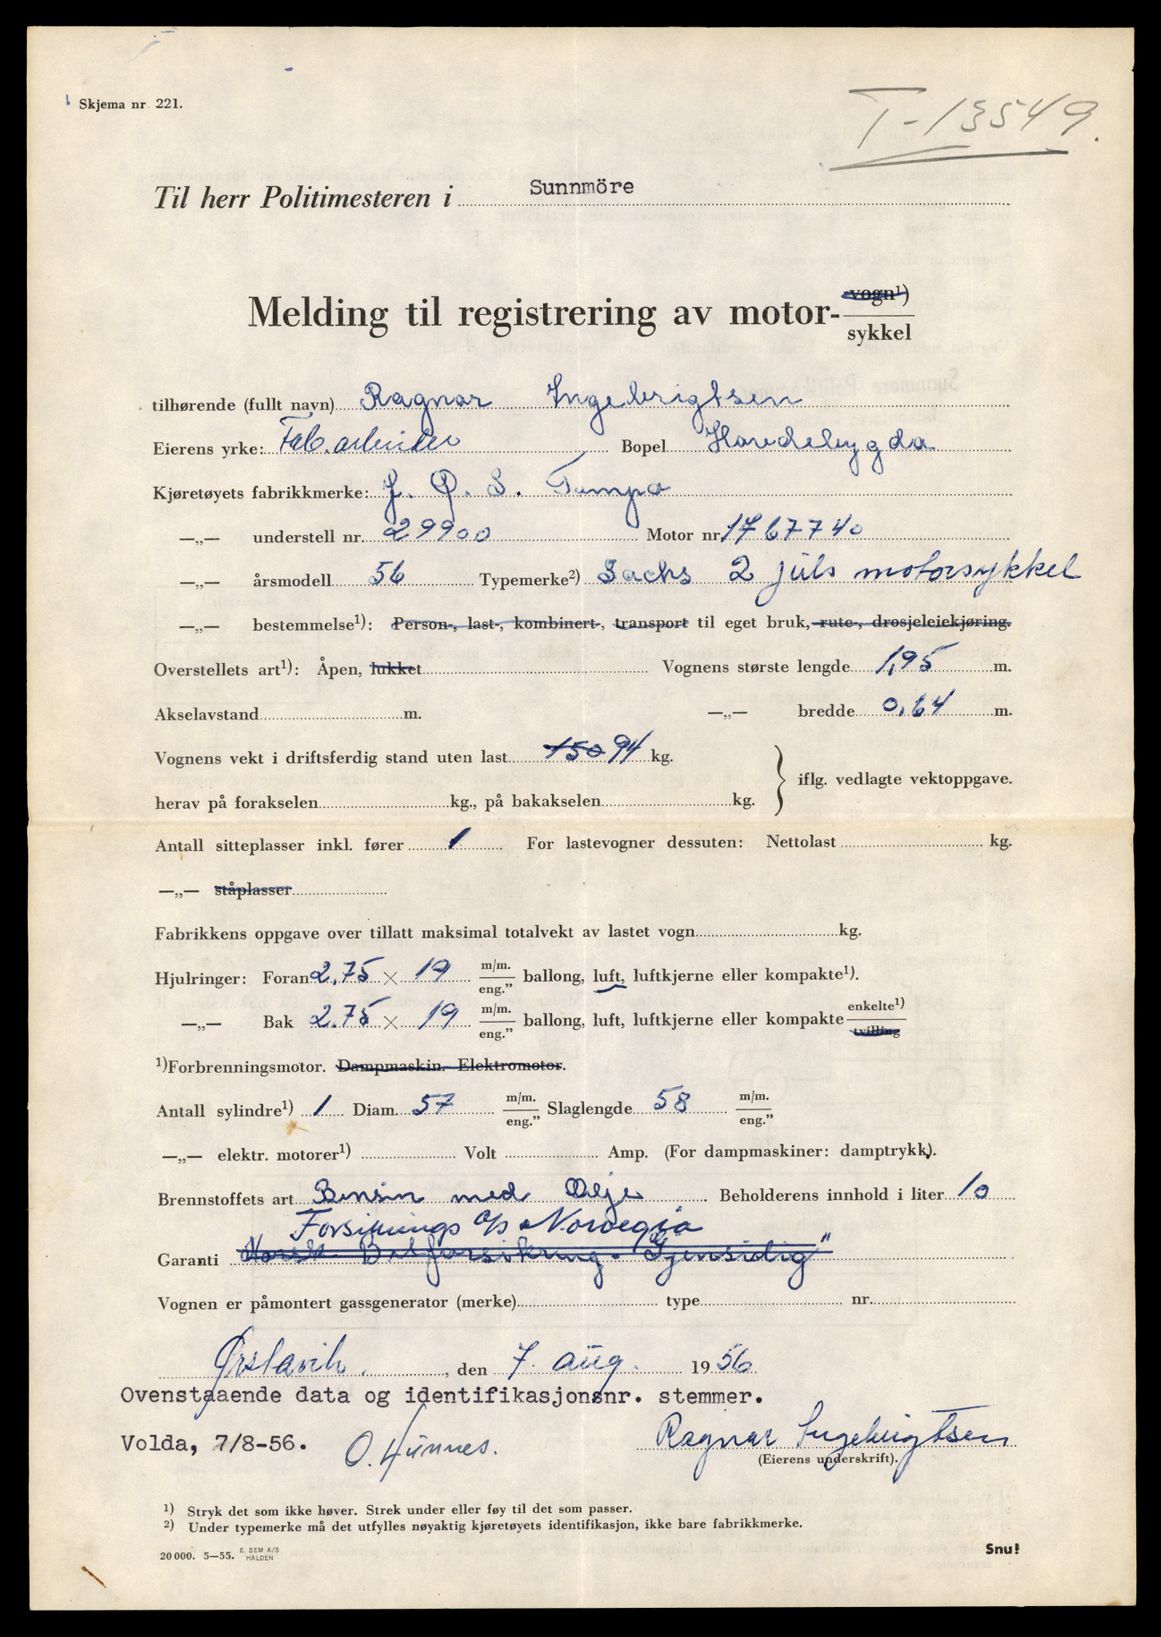 Skjema nr. 221.
T-13549.
Til herr Politimesteren i Sunnmöre
Melding til registrering av motor- vogn¹)
sykkel
tilhørende (fullt navn) Ragnar Ingebrigtsen
Eierens yrke: Fab. arbeider Bopel Hovdebygda
Kjøretøyets fabrikkmerke: J. Ø. S. Tempo
—„— understell nr. 29900 Motor nr. 1767740
—„— årsmodell 56 Typemerke²) Sachs 2 juls motorsykkel
—„— bestemmelse¹): Person-, last-, kombinert-, transport til eget bruk, rute-, drosjeleiekjøring.
Overstellets art¹): Åpen, lukket Vognens største lengde 1,95 m.
Akselavstand m. —„— bredde 0,64 m.
Vognens vekt i driftsferdig stand uten last 150 94 kg.
iflg. vedlagte vektoppgave.
herav på forakselen kg., på bakakselen kg.
Antall sitteplasser inkl. fører 1 For lastevogner dessuten: Nettolast kg.
—„— ståplasser
Fabrikkens oppgave over tillatt maksimal totalvekt av lastet vogn kg.
Hjulringer: Foran 2.75 × 19 m/m. eng.” ballong, luft, luftkjerne eller kompakte¹).
—„— Bak 2.75 × 19 m/m. eng.” ballong, luft, luftkjerne eller kompakte enkelte¹) tvilling
¹)Forbrenningsmotor. Dampmaskin. Elektromotor.
Antall sylindre¹) 1 Diam. 57 m/m. eng.” Slaglengde 58 m/m. eng.”
—„— elektr. motorer¹) Volt Amp. (For dampmaskiner: damptrykk).
Brennstoffets art Bensin med Olje Beholderens innhold i liter 10
Forsikrings A/S Norvegia
Garanti Norsk Bilforsikring- Gjensidig"
Vognen er påmontert gassgenerator (merke) type nr.
Ørstavik, den 7. aug. 1956
Ovenstaaende data og identifikasjonsnr. stemmer.
Volda, 7/8-56. O. Hunnes. Ragnar Ingebrigtsen
(Eierens underskrift).
¹) Stryk det som ikke høver. Strek under eller føy til det som passer.
²) Under typemerke må det utfylles nøyaktig kjøretøyets identifikasjon, ikke bare fabrikkmerke.
20 000. 5—55. E. SEM A/S HALDEN
Snu!